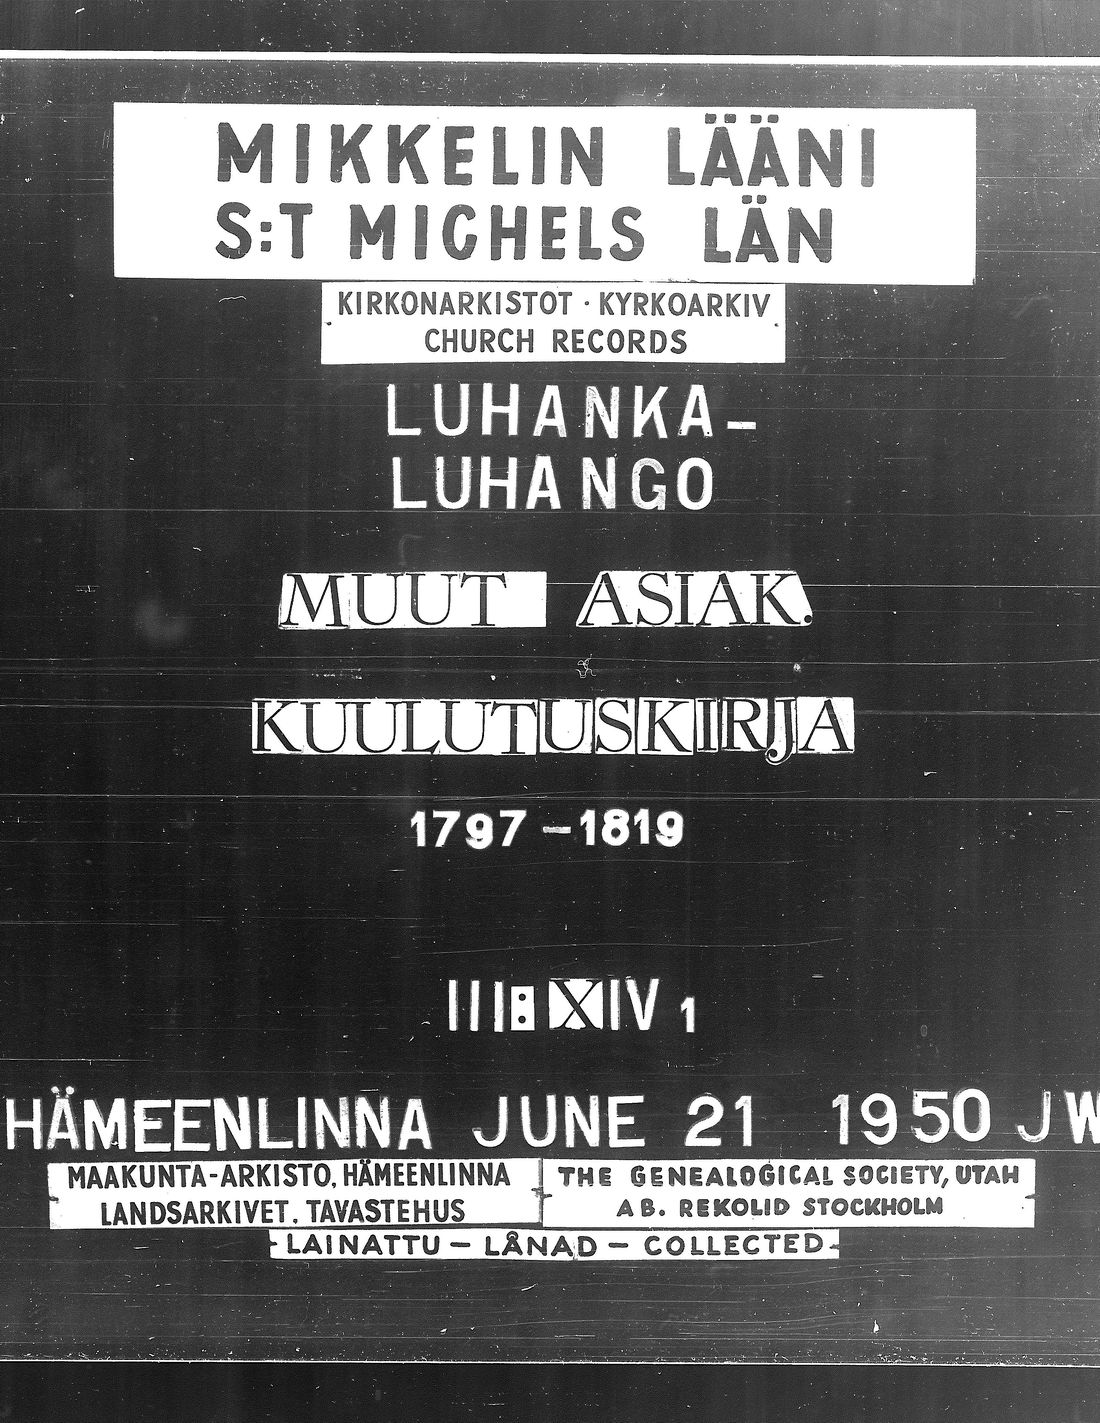 MIKKELIN LÄÄNI
S:T MICHELS LÄN
KIRKONARKISTOT · KYRKOARKIV
CHURCH RECORDS
LUHANKA-
LUHANGO
MUUT ASIAK.
KUULUTUSKIRJA
1797-1819
III:XIV 1
HÄMEENLINNA JUNE 21 1950 JW
MAAKUNTA-ARKISTO, HÄMEENLINNA
LANDSARKIVET, TAVASTEHUS
THE GENEALOGICAL SOCIETY, UTAH
AB. REKOLID STOCKHOLM
LAINATTU - LÅNAD - COLLECTED